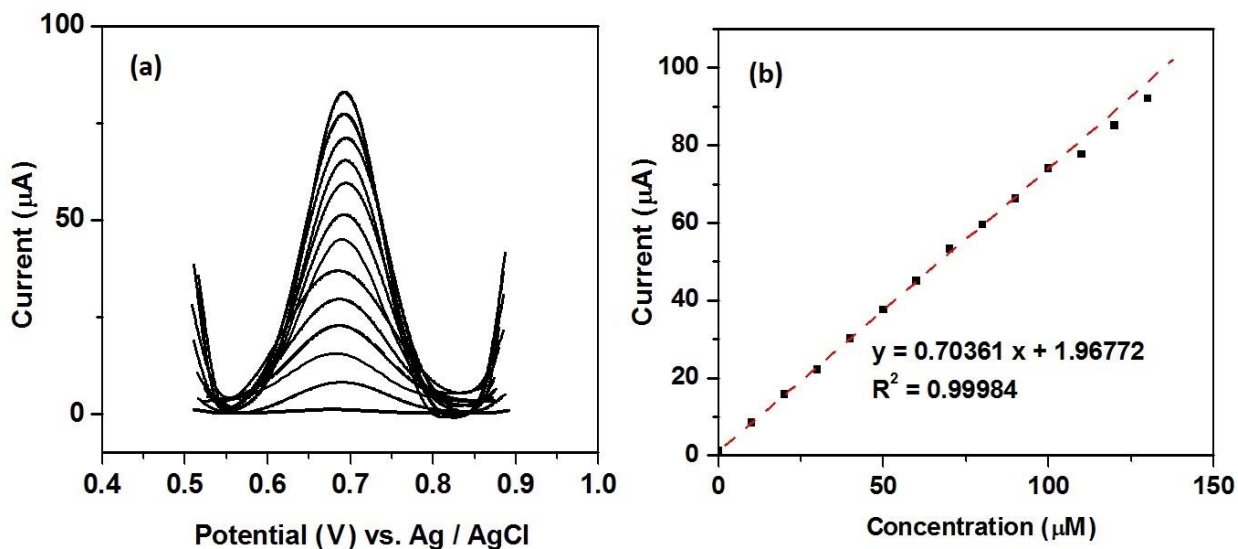 (a)
100
50
0
Current (µA)
0.4 0.5 0.6 0.7 0.8 0.9 1.0
Potential (V) vs. Ag / AgCl
(b)
100
80
60
40
20
0
Current (µA)
y = 0.70361 x + 1.96772
R² = 0.99984
0 50 100 150
Concentration (µM)